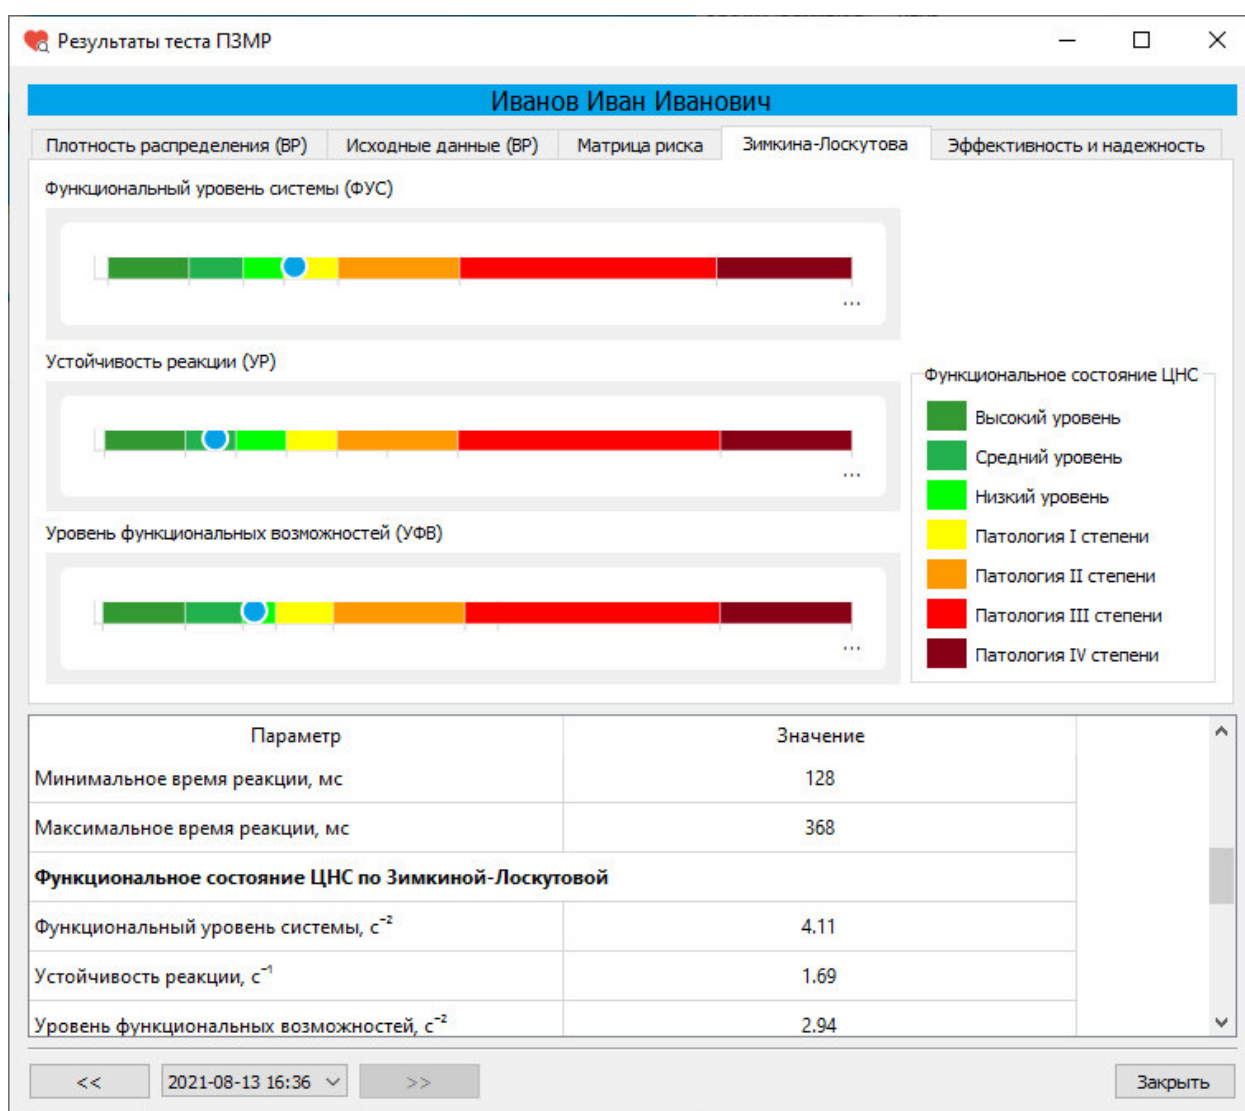 Результаты теста ПЗМР
Иванов Иван Иванович
Плотность распределения (ВР)
Исходные данные (ВР)
Матрица риска
Зимкина-Лоскутова
Эффективность и надежность
Функциональный уровень системы (ФУС)
...
Устойчивость реакции (УР)
...
Уровень функциональных возможностей (УФВ)
...
Функциональное состояние ЦНС
Высокий уровень
Средний уровень
Низкий уровень
Патология I степени
Патология II степени
Патология III степени
Патология IV степени
Параметр Значение
Минимальное время реакции, мс 128
Максимальное время реакции, мс 368
Функциональное состояние ЦНС по Зимкиной-Лоскутовой
Функциональный уровень системы, с⁻² 4.11
Устойчивость реакции, с⁻¹ 1.69
Уровень функциональных возможностей, с⁻² 2.94
<< 2021-08-13 16:36 >> Закрыть